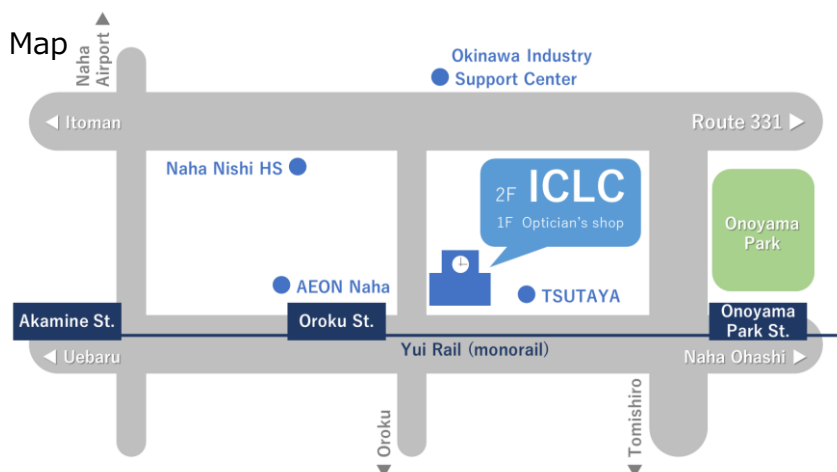 Map
Naha
Airport ▲
Okinawa Industry
Support Center
◀ Itoman
Route 331 ▶
Naha Nishi HS
2F ICLC
1F Optician's shop
Onoyama
Park
AEON Naha
TSUTAYA
Akamine St.
Oroku St.
Onoyama
Park St.
Yui Rail (monorail)
◀ Uebaru
Naha Ohashi ▶
◀ Oroku
◀ Tomishiro